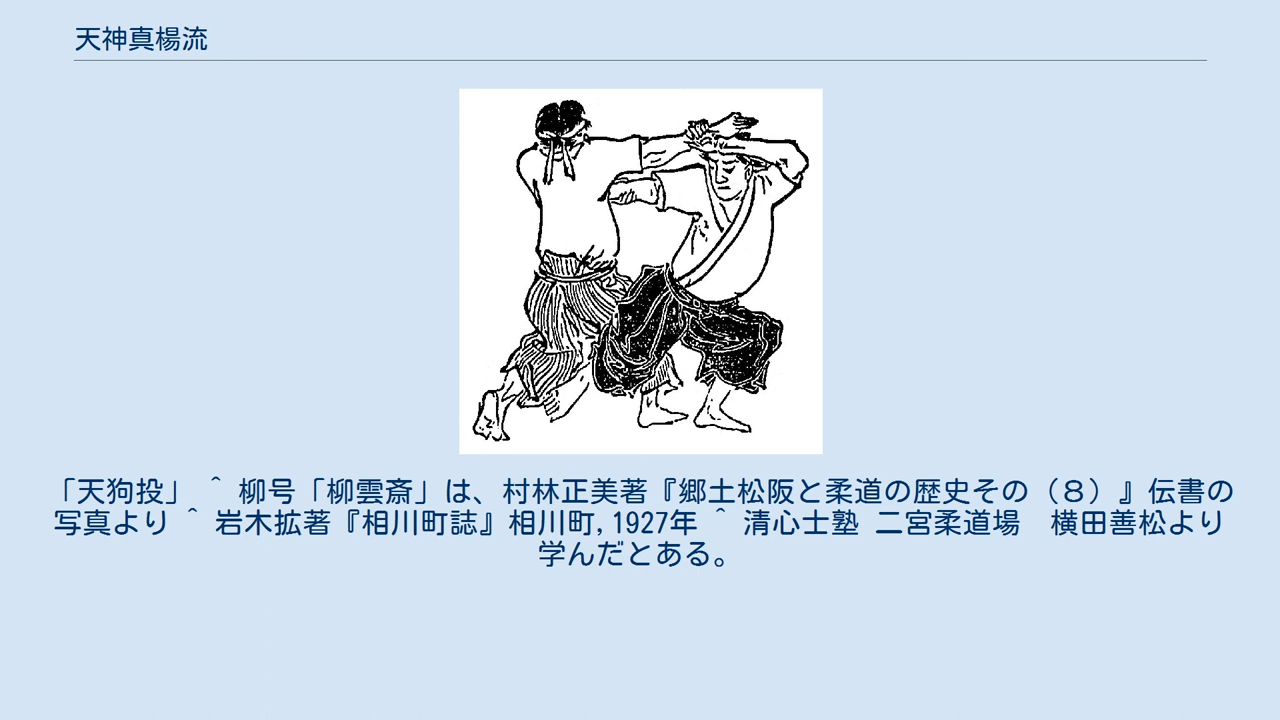 天神真楊流
「天狗投」 ^ 柳号「柳雲斎」は、村林正美著『郷土松阪と柔道の歴史その（８）』伝書の
写真より ^ 岩木拡著『相川町誌』相川町,1927年 ^ 清心士塾 二宮柔道場　横田善松より
学んだとある。